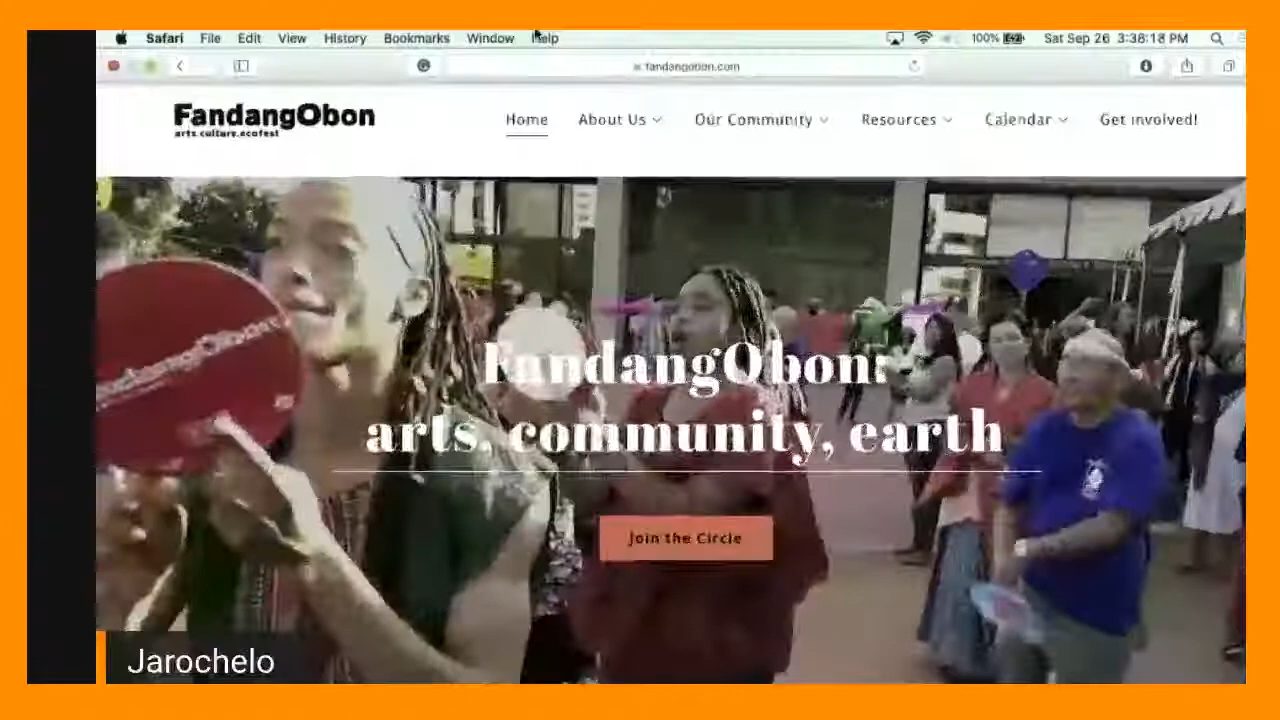 Safari File Edit View History Bookmarks Window Help 100% Sat Sep 26 3:38:18 PM
fandangobon.com
FandangObon
arts.culture.ecofest
Home About Us Our Community Resources Calendar Get Involved!
FandangObon
FandangObon:
arts, community, earth
Join the Circle
Jarochelo